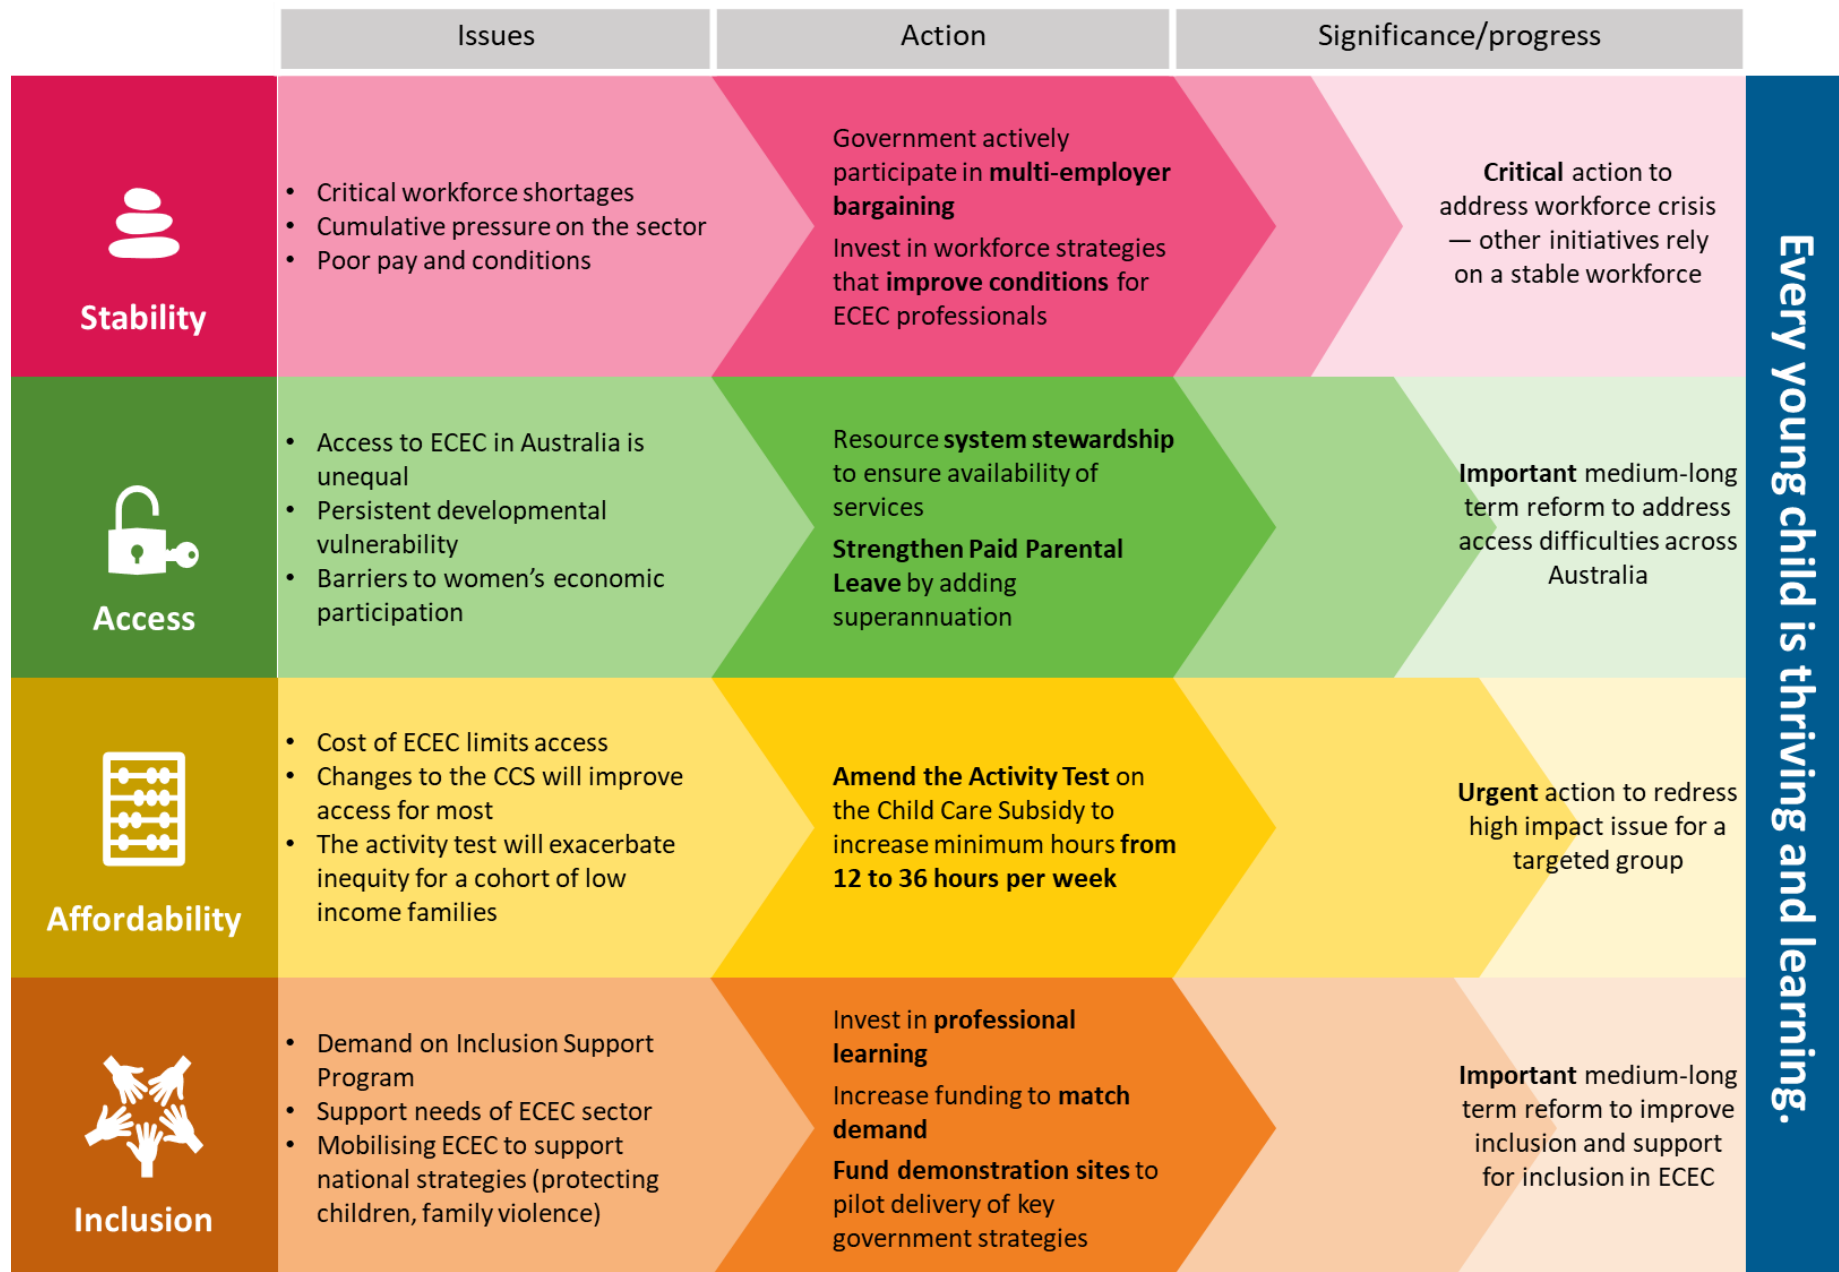 Issues
Action
Significance/progress
Stability
• Critical workforce shortages
• Cumulative pressure on the sector
• Poor pay and conditions
Government actively
participate in multi-employer
bargaining
Invest in workforce strategies
that improve conditions for
ECEC professionals
Critical action to
address workforce crisis
— other initiatives rely
on a stable workforce
Access
• Access to ECEC in Australia is
unequal
• Persistent developmental
vulnerability
• Barriers to women’s economic
participation
Resource system stewardship
to ensure availability of
services
Strengthen Paid Parental
Leave by adding
superannuation
Important medium-long
term reform to address
access difficulties across
Australia
Affordability
• Cost of ECEC limits access
• Changes to the CCS will improve
access for most
• The activity test will exacerbate
inequity for a cohort of low
income families
Amend the Activity Test on
the Child Care Subsidy to
increase minimum hours from
12 to 36 hours per week
Urgent action to redress
high impact issue for a
targeted group
Inclusion
• Demand on Inclusion Support
Program
• Support needs of ECEC sector
• Mobilising ECEC to support
national strategies (protecting
children, family violence)
Invest in professional
learning
Increase funding to match
demand
Fund demonstration sites to
pilot delivery of key
government strategies
Important medium-long
term reform to improve
inclusion and support
for inclusion in ECEC
Every young child is thriving and learning.